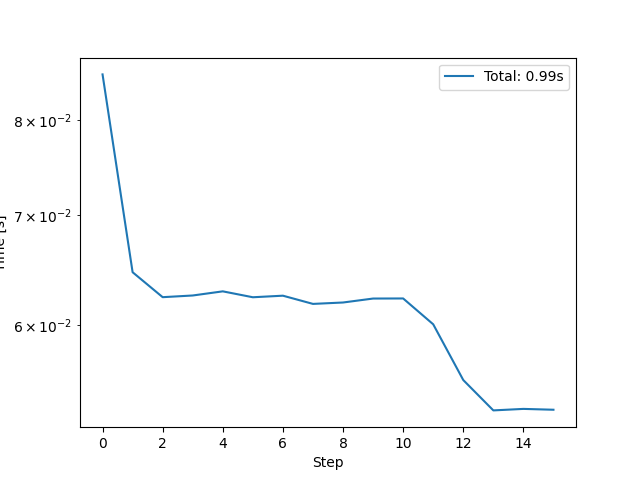 Total: 0.99s
8 × 10⁻²
7 × 10⁻²
6 × 10⁻²
Time [s]
0 2 4 6 8 10 12 14
Step